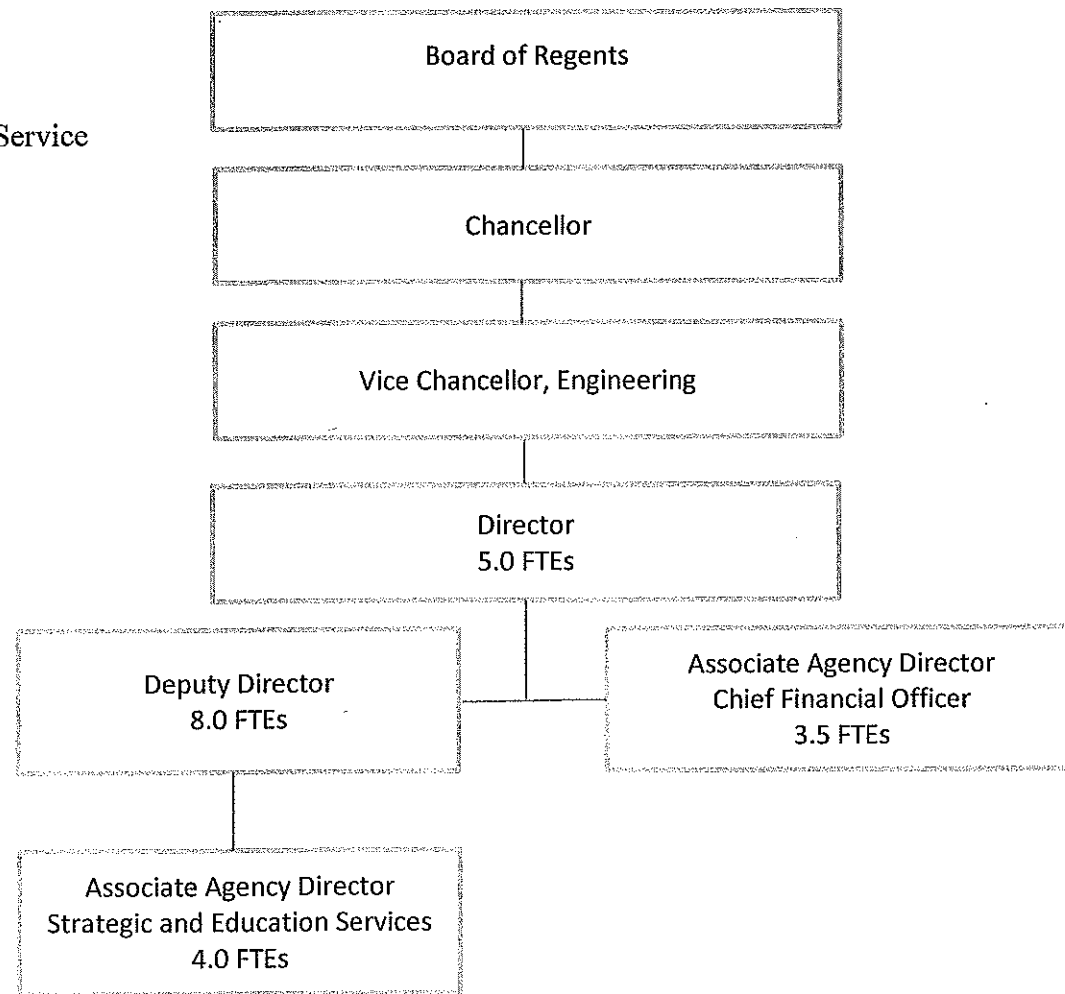 Board of Regents
Service
Chancellor
Vice Chancellor, Engineering
Director
5.0 FTEs
Deputy Director
8.0 FTEs
Associate Agency Director
Chief Financial Officer
3.5 FTEs
Associate Agency Director
Strategic and Education Services
4.0 FTEs